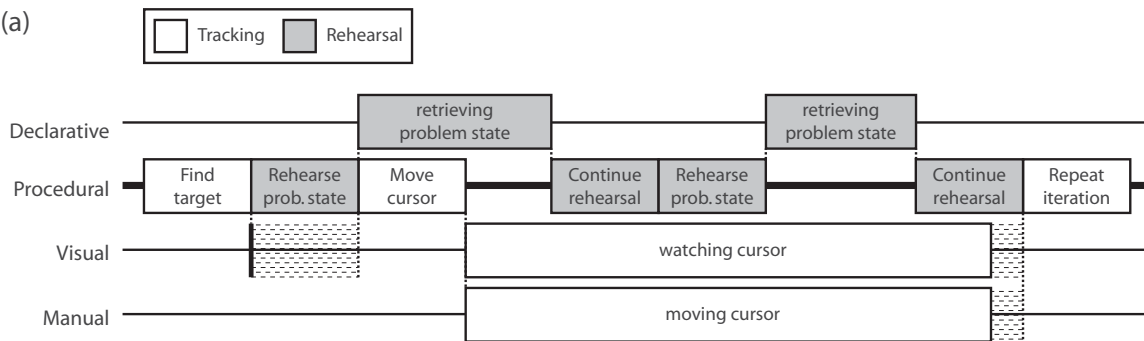 (a)
Tracking Rehearsal
Declarative
retrieving
problem state
retrieving
problem state
Procedural
Find
target
Rehearse
prob. state
Move
cursor
Continue
rehearsal
Rehearse
prob. state
Continue
rehearsal
Repeat
iteration
Visual
watching cursor
Manual
moving cursor